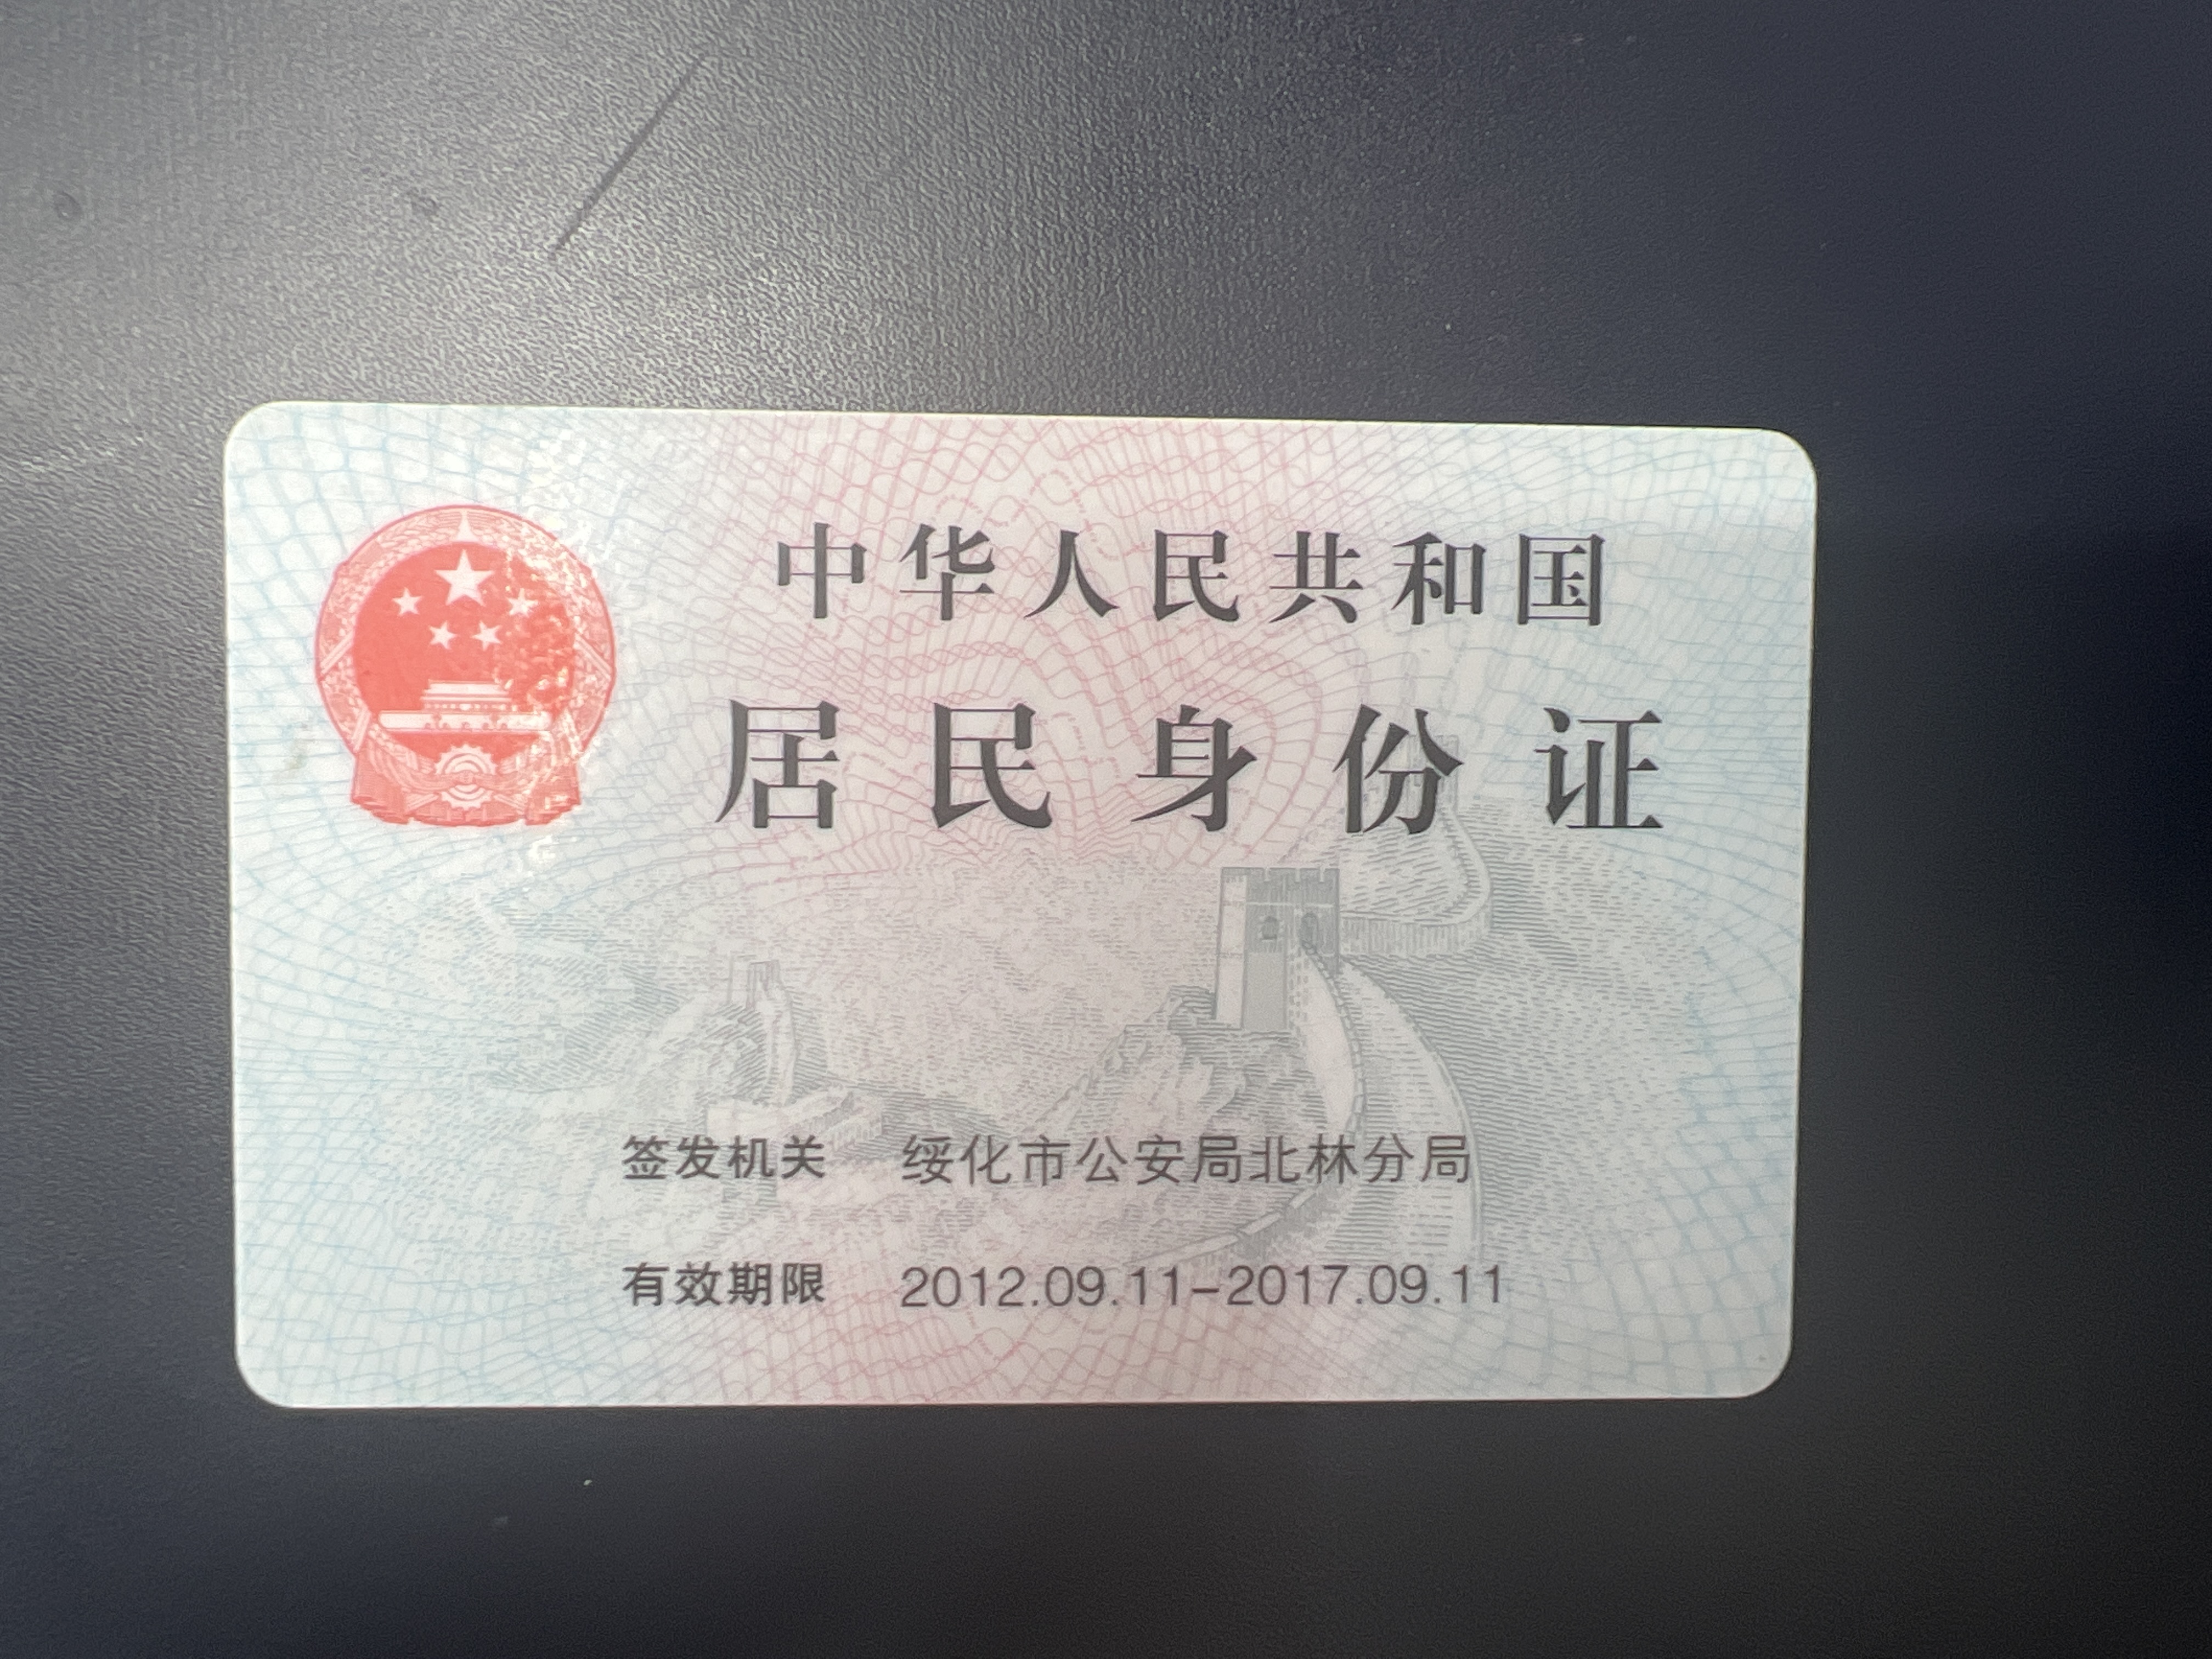 中华人民共和国
居民身份证
签发机关 绥化市公安局北林分局
有效期限 2012.09.11-2017.09.11